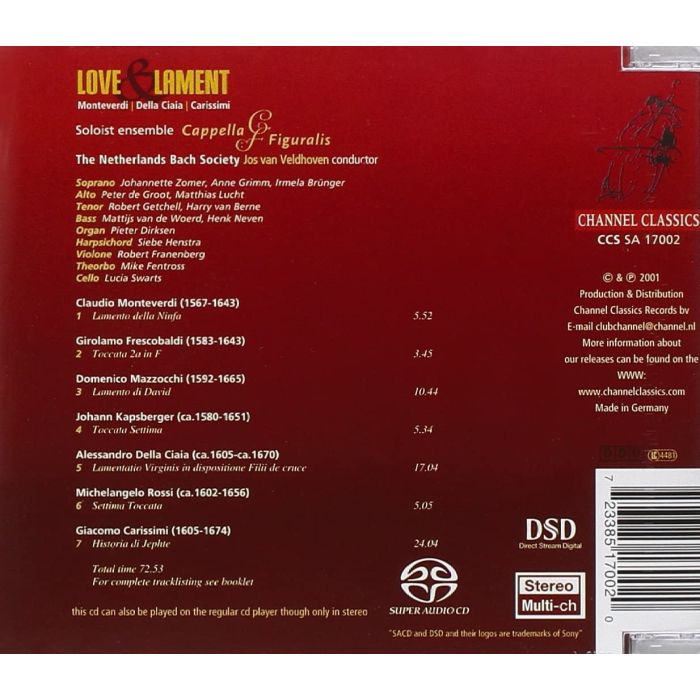 LOVE & LAMENT
Monteverdi | Della Ciaia | Carissimi
Soloist ensemble Cappella Figuralis
The Netherlands Bach Society Jos van Veldhoven conductor
Soprano Johannette Zomer, Anne Grimm, Irmela Brünger
Alto Peter de Groot, Matthias Lucht
Tenor Robert Getchell, Harry van Berne
Bass Mattijs van de Woerd, Henk Neven
Organ Pieter Dirksen
Harpsichord Siebe Henstra
Violone Robert Franenberg
Theorbo Mike Fentross
Cello Lucia Swarts
Claudio Monteverdi (1567-1643)
1 Lamento della Ninfa 5.52
Girolamo Frescobaldi (1583-1643)
2 Toccata 2a in F 3.45
Domenico Mazzocchi (1592-1665)
3 Lamento di David 10.44
Johann Kapsberger (ca.1580-1651)
4 Toccata Settima 5.34
Alessandro Della Ciaia (ca.1605-ca.1670)
5 Lamentatio Virginis in dispositione Filii de cruce 17.04
Michelangelo Rossi (ca.1602-1656)
6 Settima Toccata 5.05
Giacomo Carissimi (1605-1674)
7 Historia di Jephte 24.04
Total time 72.53
For complete tracklisting see booklet
this cd can also be played on the regular cd player though only in stereo
CHANNEL CLASSICS
CCS SA 17002
© & ℗ 2001
Production & Distribution
Channel Classics Records bv
E-mail clubchannel@channel.nl
More information about
our releases can be found on the
WWW:
www.channelclassics.com
Made in Germany
DDD LC 4481
7 23385 17002 0
DSD
Direct Stream Digital
SUPER AUDIO CD
Stereo
Multi-ch
"SACD and DSD and their logos are trademarks of Sony"